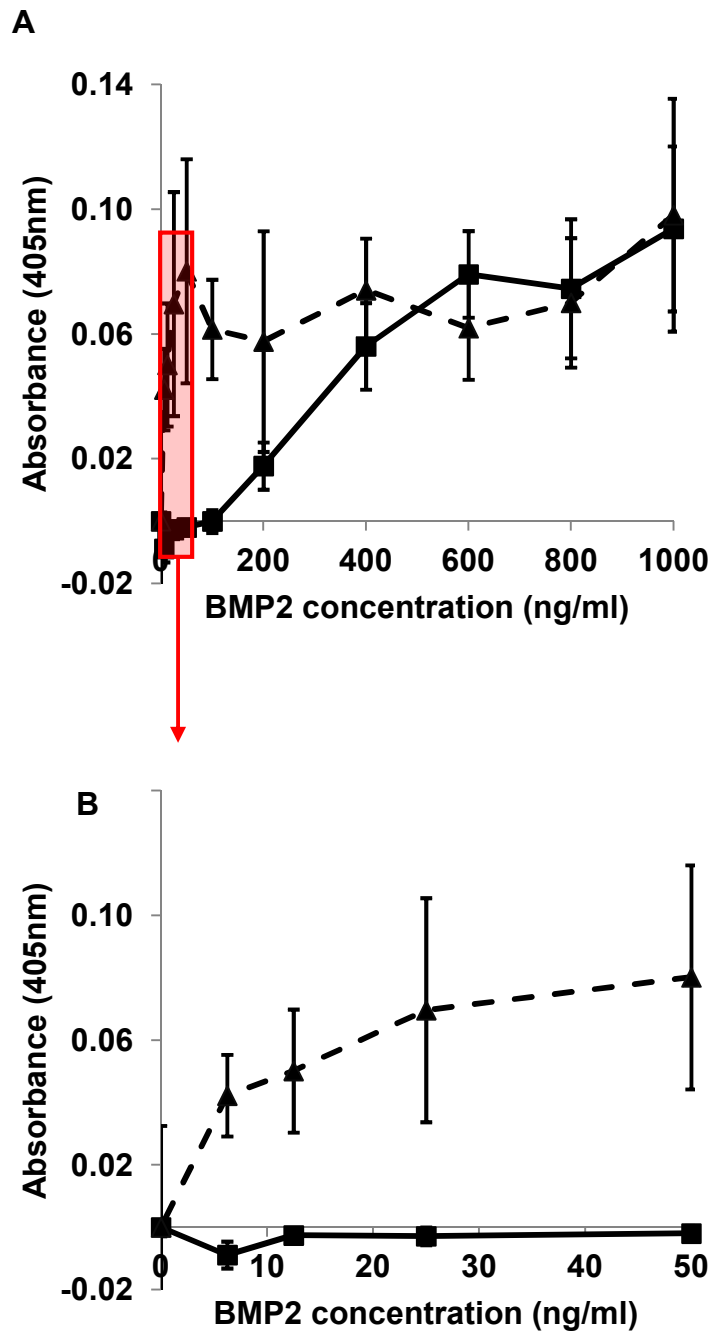 A
0.14
0.10
0.06
0.02
-0.02
Absorbance (405nm)
0 200 400 600 800 1000
BMP2 concentration (ng/ml)
B
0.10
0.06
0.02
-0.02
Absorbance (405nm)
0 10 20 30 40 50
BMP2 concentration (ng/ml)